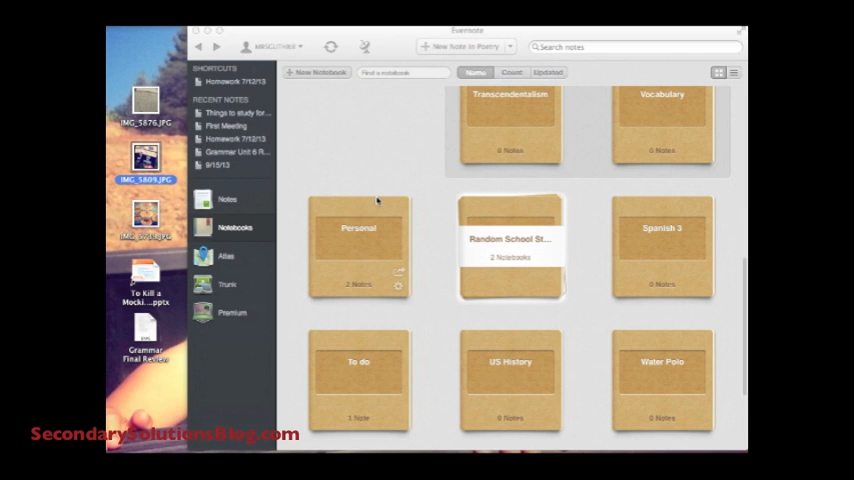 Evernote
MRSGUTHRIE
+ New Note in Poetry
Search notes
SHORTCUTS
Homework 7/12/13
RECENT NOTES
Things to study for...
First Meeting
Homework 7/12/13
Grammar Unit 6 R...
9/15/13
Notes
Notebooks
Atlas
Trunk
Premium
+ New Notebook
Find a notebook
Name
Count
Updated
Transcendentalism
0 Notes
Vocabulary
0 Notes
Personal
2 Notes
Random School St...
2 Notebooks
Spanish 3
0 Notes
To do
1 Note
US History
0 Notes
Water Polo
0 Notes
IMG_5876.JPG
IMG_5809.JPG
To Kill a
Mocki....pptx
Grammar
Final Review
SecondarySolutionsBlog.com